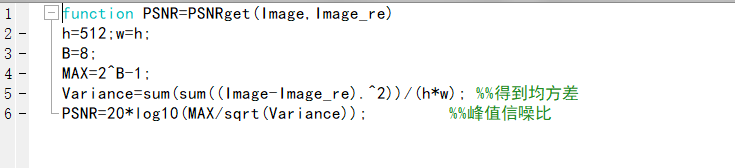 1 function PSNR=PSNRget(Image,Image_re)
2 - h=512;w=h;
3 - B=8;
4 - MAX=2^B-1;
5 - Variance=sum(sum((Image-Image_re).^2))/(h*w); %%得到均方差
6 - PSNR=20*log10(MAX/sqrt(Variance)); %%峰值信噪比